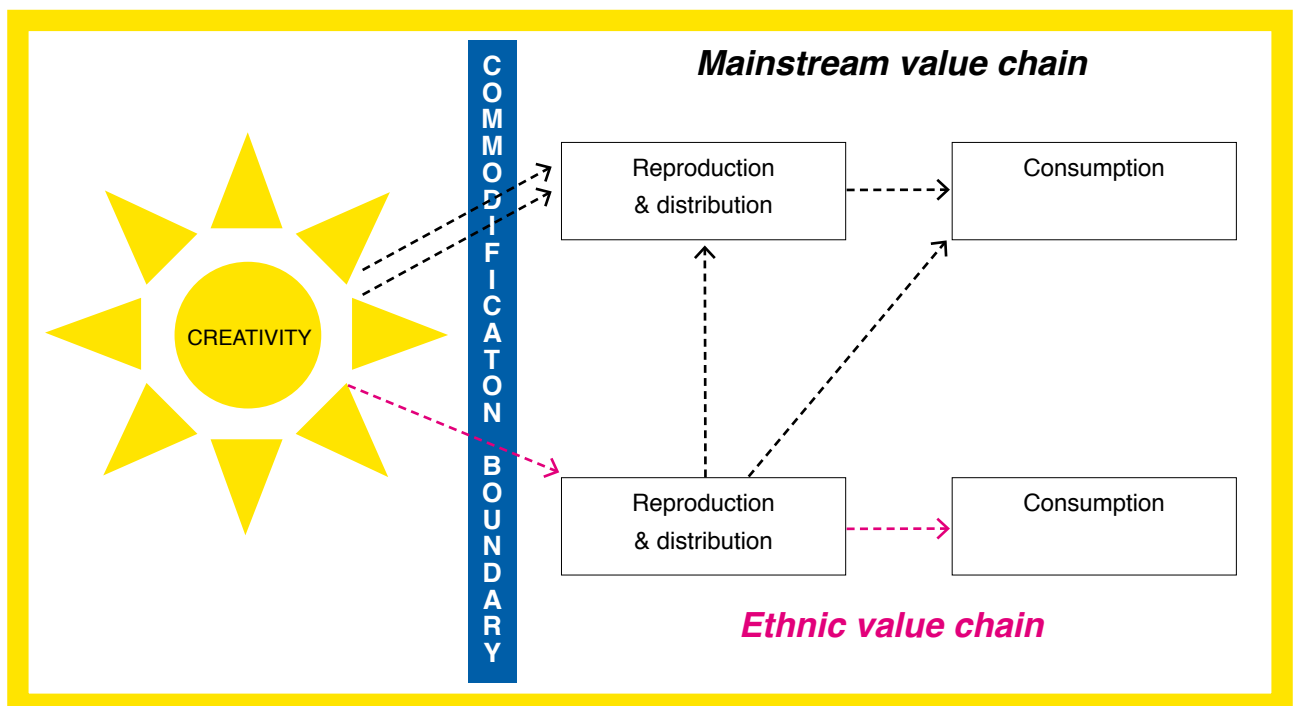 CREATIVITY
COMMODIFICATON BOUNDARY
Mainstream value chain
Reproduction
& distribution
Consumption
Reproduction
& distribution
Consumption
Ethnic value chain